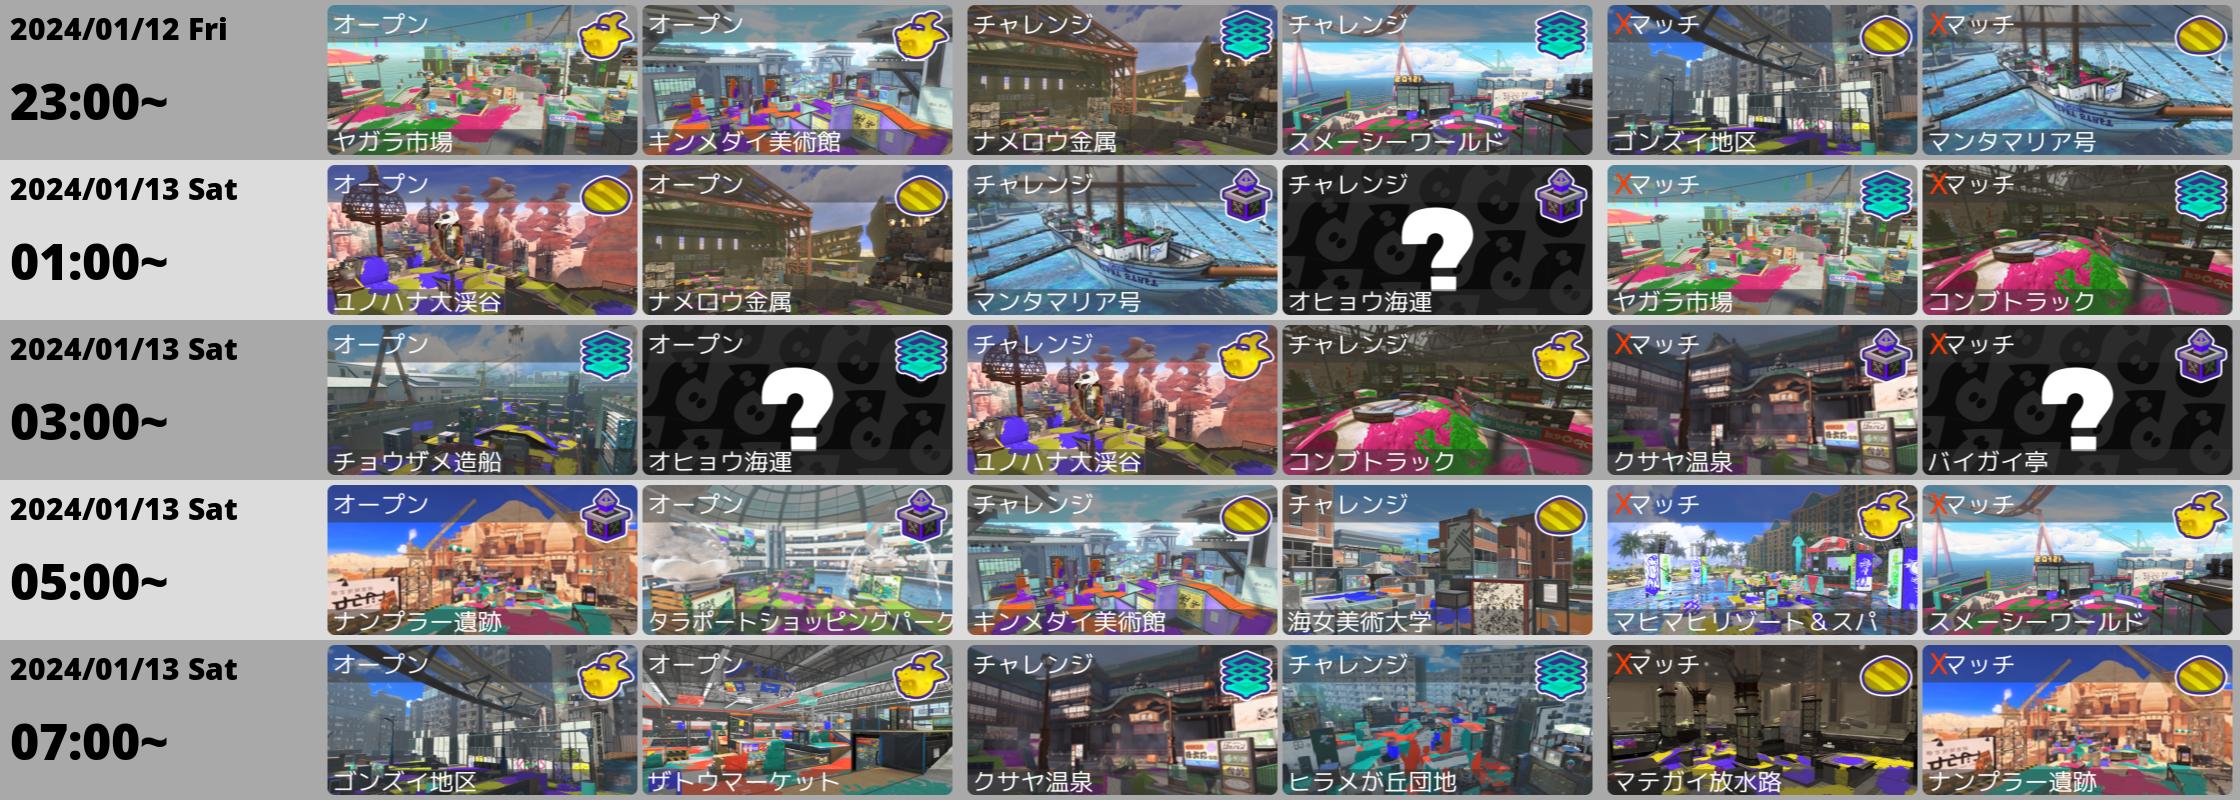 2024/01/12 Fri
23:00~
オープン
ヤガラ市場
オープン
キンメダイ美術館
チャレンジ
ナメロウ金属
チャレンジ
スメーシーワールド
Xマッチ
ゴンズイ地区
Xマッチ
マンタマリア号
2024/01/13 Sat
01:00~
オープン
ユノハナ大渓谷
オープン
ナメロウ金属
チャレンジ
マンタマリア号
チャレンジ
?
オヒョウ海運
Xマッチ
ヤガラ市場
Xマッチ
コンブトラック
2024/01/13 Sat
03:00~
オープン
チョウザメ造船
オープン
?
オヒョウ海運
チャレンジ
ユノハナ大渓谷
チャレンジ
コンブトラック
Xマッチ
クサヤ温泉
Xマッチ
?
バイガイ亭
2024/01/13 Sat
05:00~
オープン
ナンプラー遺跡
オープン
タラポートショッピングパーク
チャレンジ
キンメダイ美術館
チャレンジ
海女美術大学
Xマッチ
マヒマヒリゾート&スパ
Xマッチ
スメーシーワールド
2024/01/13 Sat
07:00~
オープン
ゴンズイ地区
オープン
ザトウマーケット
チャレンジ
クサヤ温泉
チャレンジ
ヒラメが丘団地
Xマッチ
マテガイ放水路
Xマッチ
ナンプラー遺跡